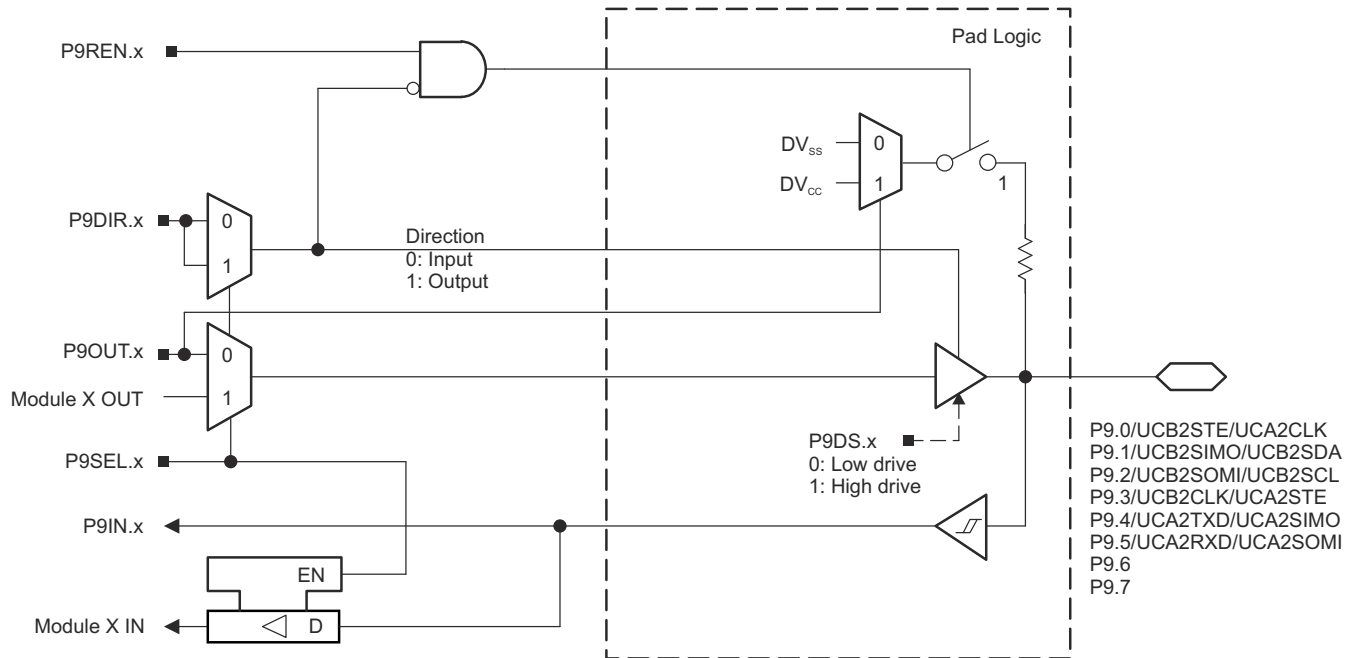 Pad Logic
P9REN.x
DVSS
0
DVCC
1
1
P9DIR.x
0
1
Direction
0: Input
1: Output
P9OUT.x
0
Module X OUT
1
P9DS.x
0: Low drive
1: High drive
P9SEL.x
P9IN.x
EN
Module X IN
D
P9.0/UCB2STE/UCA2CLK
P9.1/UCB2SIMO/UCB2SDA
P9.2/UCB2SOMI/UCB2SCL
P9.3/UCB2CLK/UCA2STE
P9.4/UCA2TXD/UCA2SIMO
P9.5/UCA2RXD/UCA2SOMI
P9.6
P9.7